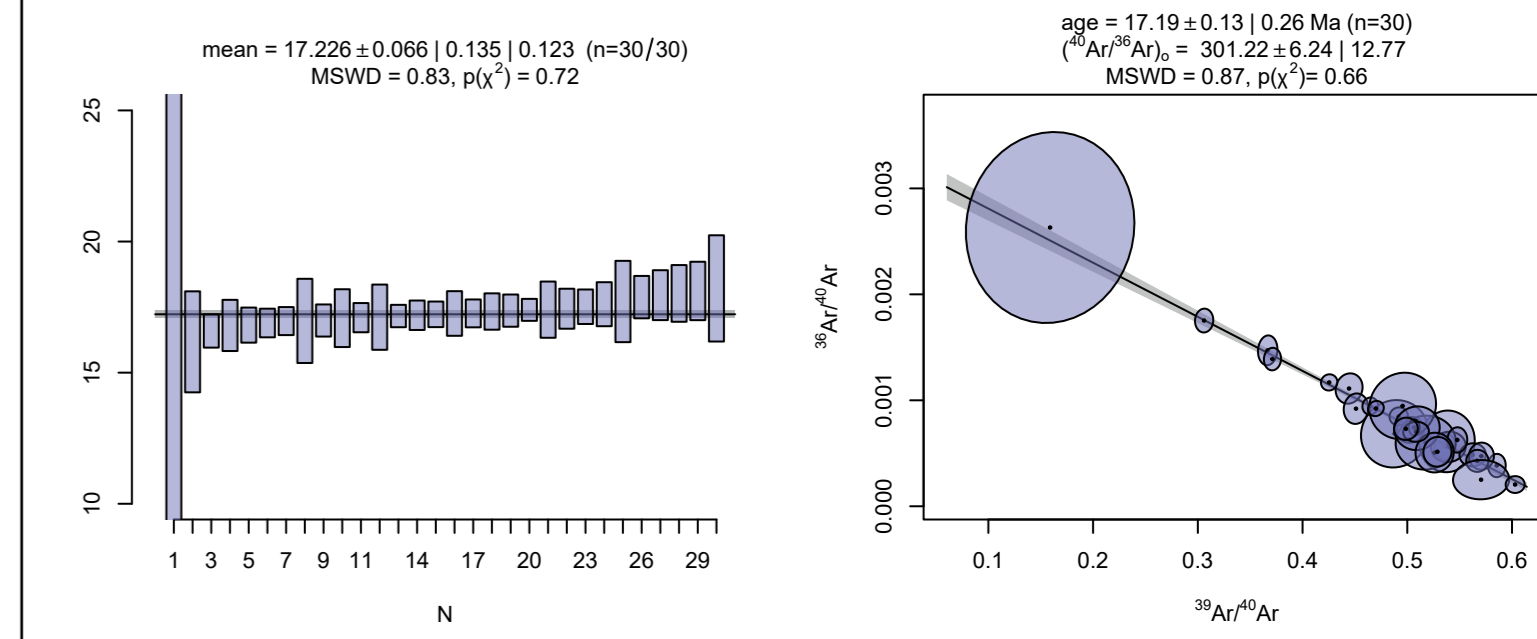 mean = 17.226 ± 0.066 | 0.135 | 0.123 (n=30/30)
MSWD = 0.83, p(χ²) = 0.72
25
20
15
10
1 3 5 7 9 11 14 17 20 23 26 29
N
age = 17.19 ± 0.13 | 0.26 Ma (n=30)
(⁴⁰Ar/³⁶Ar)ₒ = 301.22 ± 6.24 | 12.77
MSWD = 0.87, p(χ²)= 0.66
³⁶Ar/⁴⁰Ar
0.003
0.002
0.001
0.000
0.1 0.2 0.3 0.4 0.5 0.6
³⁹Ar/⁴⁰Ar